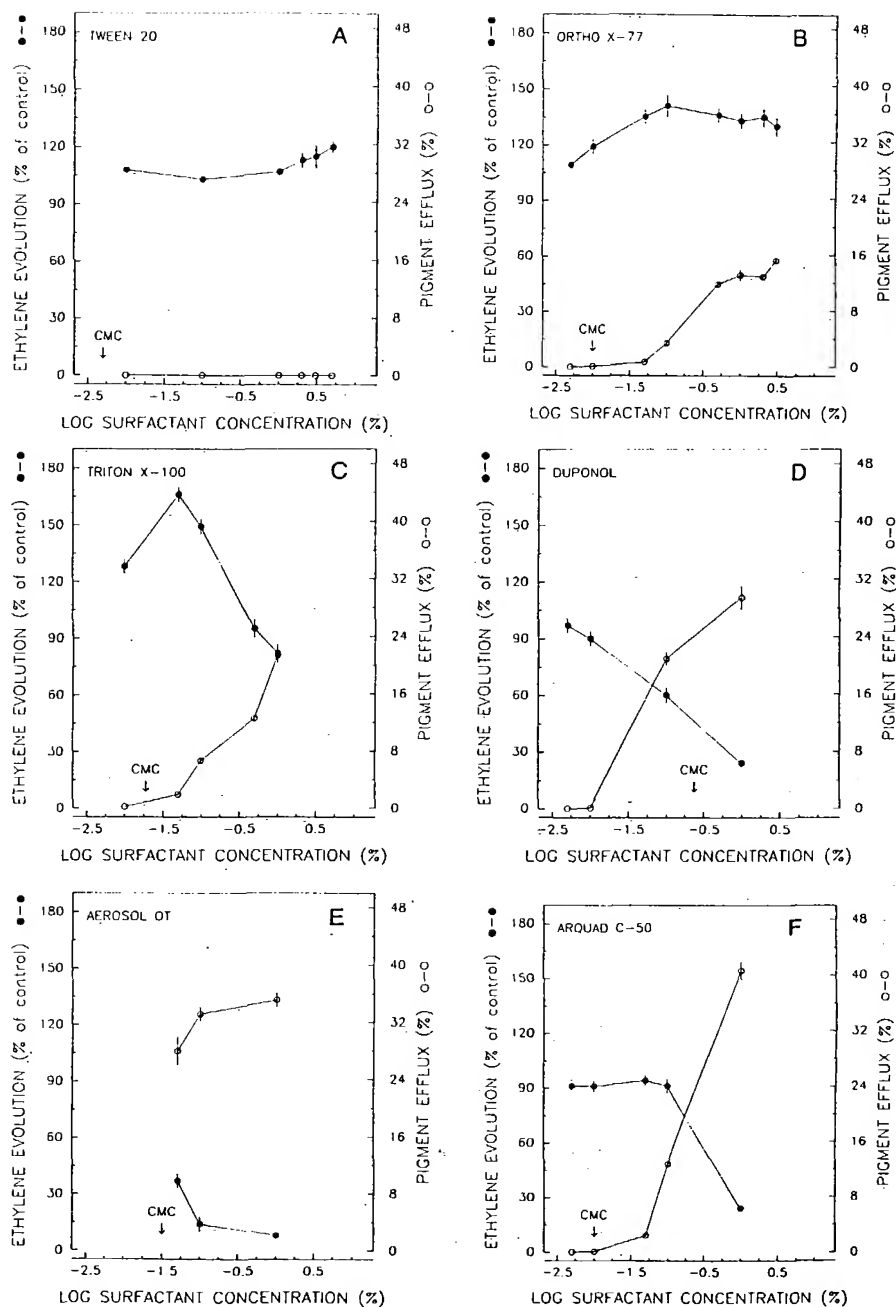 TWEEN 20
A
ETHYLENE EVOLUTION (% of control) ●—●
180
150
120
90
60
30
0
PIGMENT EFFLUX (%) o—o
48
40
32
24
16
8
0
CMC
↓
-2.5 -1.5 -0.5 0.5
LOG SURFACTANT CONCENTRATION (%)
ORTHO X-77
B
ETHYLENE EVOLUTION (% of control) ●—●
180
150
120
90
60
30
0
PIGMENT EFFLUX (%) o—o
48
40
32
24
16
8
0
CMC
↓
-2.5 -1.5 -0.5 0.5
LOG SURFACTANT CONCENTRATION (%)
TRITON X-100
C
ETHYLENE EVOLUTION (% of control) ●—●
180
150
120
90
60
30
0
PIGMENT EFFLUX (%) o—o
48
40
32
24
16
8
0
CMC
↓
-2.5 -1.5 -0.5 0.5
LOG SURFACTANT CONCENTRATION (%)
DUPONOL
D
ETHYLENE EVOLUTION (% of control) ●—●
180
150
120
90
60
30
0
PIGMENT EFFLUX (%) o—o
48
40
32
24
16
8
0
CMC
↓
-2.5 -1.5 -0.5 0.5
LOG SURFACTANT CONCENTRATION (%)
AEROSOL OT
E
ETHYLENE EVOLUTION (% of control) ●—●
180
150
120
90
60
30
0
PIGMENT EFFLUX (%) o—o
48
40
32
24
16
8
0
CMC
↓
-2.5 -1.5 -0.5 0.5
LOG SURFACTANT CONCENTRATION (%)
ARQUAD C-50
F
ETHYLENE EVOLUTION (% of control) ●—●
180
150
120
90
60
30
0
PIGMENT EFFLUX (%) o—o
48
40
32
24
16
8
0
CMC
↓
-2.5 -1.5 -0.5 0.5
LOG SURFACTANT CONCENTRATION (%)